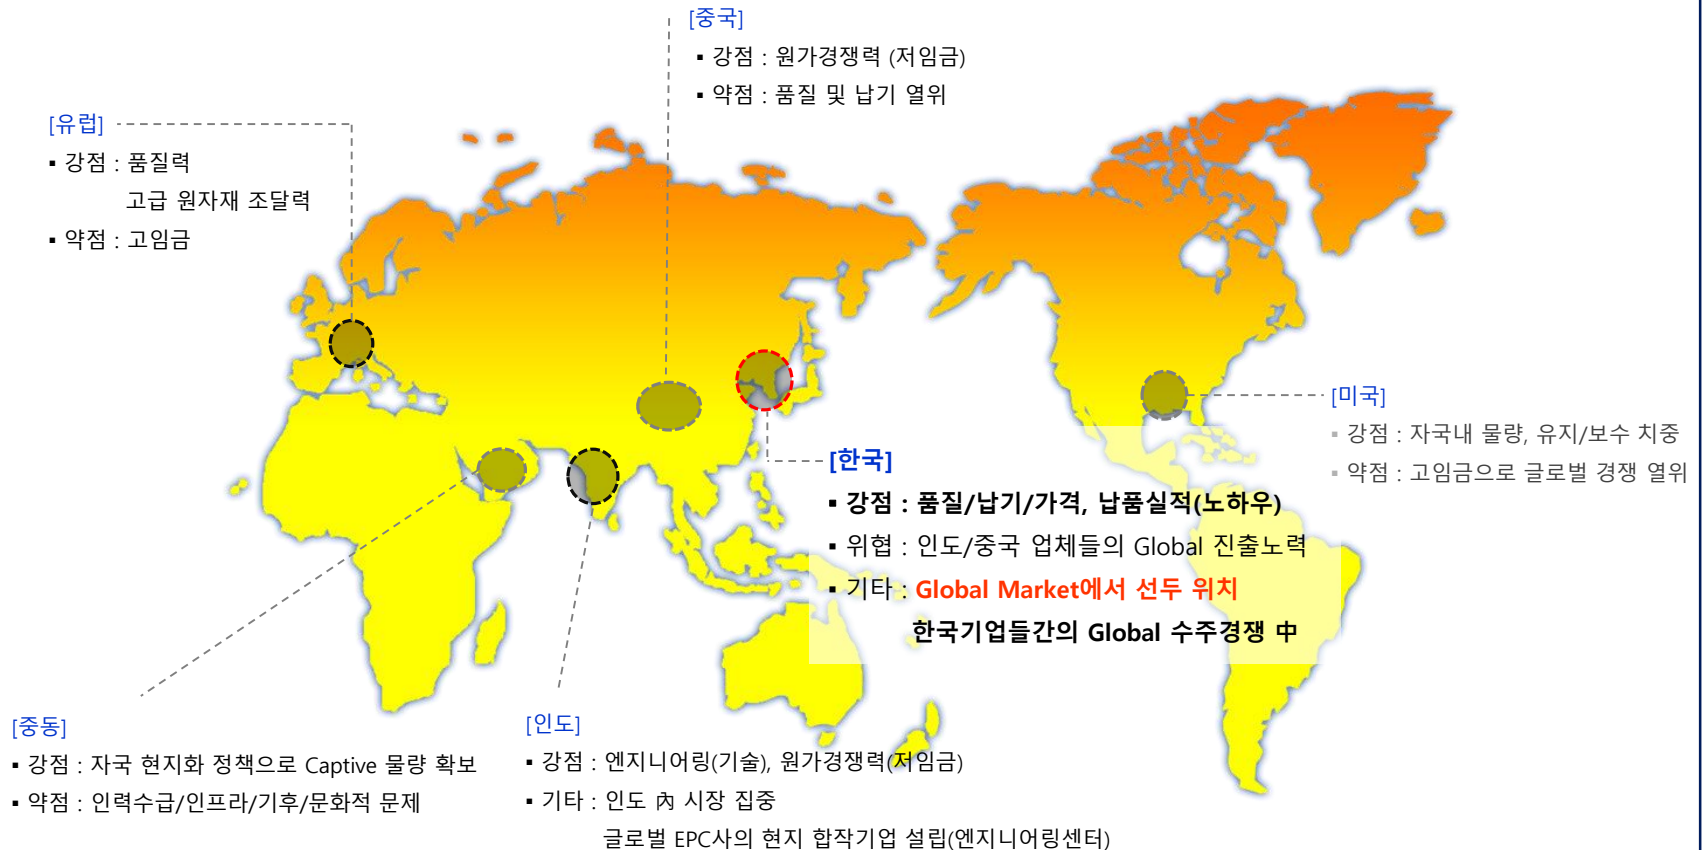 [중국]
▪ 강점 : 원가경쟁력 (저임금)
▪ 약점 : 품질 및 납기 열위
[유럽]
▪ 강점 : 품질력
고급 원자재 조달력
▪ 약점 : 고임금
[미국]
▪ 강점 : 자국내 물량, 유지/보수 치중
▪ 약점 : 고임금으로 글로벌 경쟁 열위
[한국]
▪ 강점 : 품질/납기/가격, 납품실적(노하우)
▪ 위협 : 인도/중국 업체들의 Global 진출노력
▪ 기타 : Global Market에서 선두 위치
한국기업들간의 Global 수주경쟁 中
[중동]
▪ 강점 : 자국 현지화 정책으로 Captive 물량 확보
▪ 약점 : 인력수급/인프라/기후/문화적 문제
[인도]
▪ 강점 : 엔지니어링(기술), 원가경쟁력(저임금)
▪ 기타 : 인도 內 시장 집중
글로벌 EPC사의 현지 합작기업 설립(엔지니어링센터)